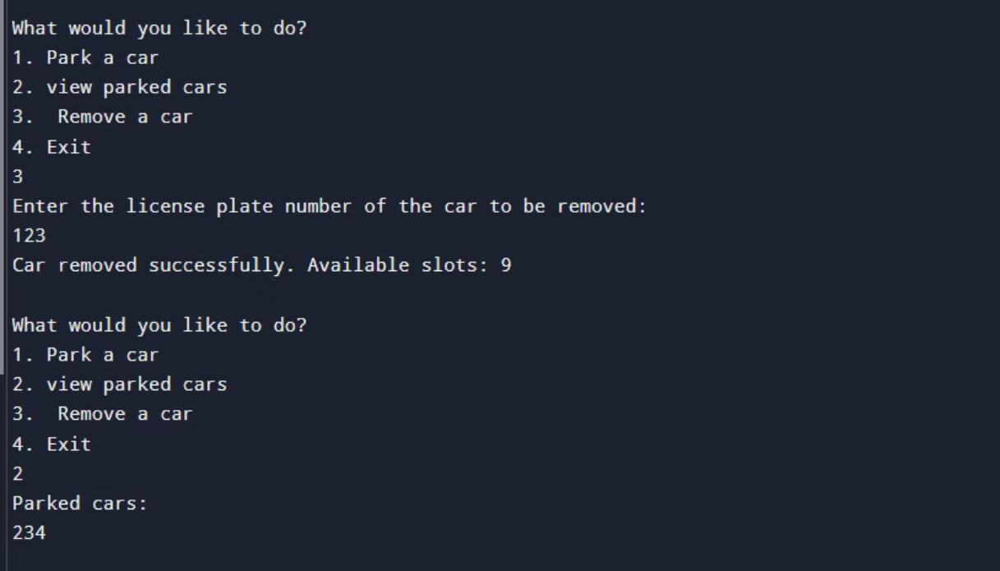 What would you like to do?
1. Park a car
2. view parked cars
3.  Remove a car
4. Exit
3
Enter the license plate number of the car to be removed:
123
Car removed successfully. Available slots: 9

What would you like to do?
1. Park a car
2. view parked cars
3.  Remove a car
4. Exit
2
Parked cars:
234